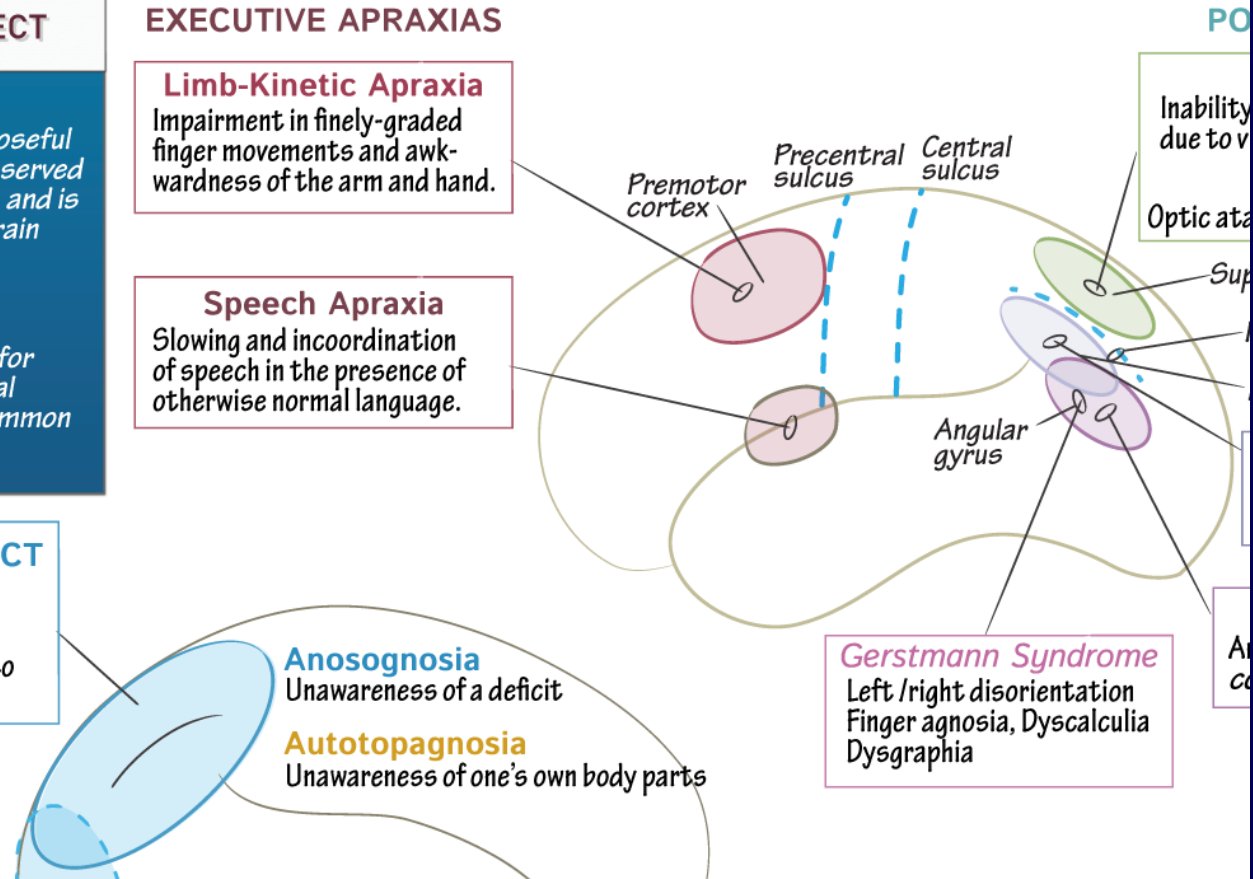 EXECUTIVE APRAXIAS
Limb-Kinetic Apraxia
Impairment in finely-graded
finger movements and awk-
wardness of the arm and hand.
Speech Apraxia
Slowing and incoordination
of speech in the presence of
otherwise normal language.
Premotor
cortex
Precentral
sulcus
Central
sulcus
Angular
gyrus
Inability
due to v
Optic ata
Sup
PO
ECT
oseful
served
and is
rain
for
al
mmon
CT
Anosognosia
Unawareness of a deficit
Autotopagnosia
Unawareness of one's own body parts
Gerstmann Syndrome
Left /right disorientation
Finger agnosia, Dyscalculia
Dysgraphia